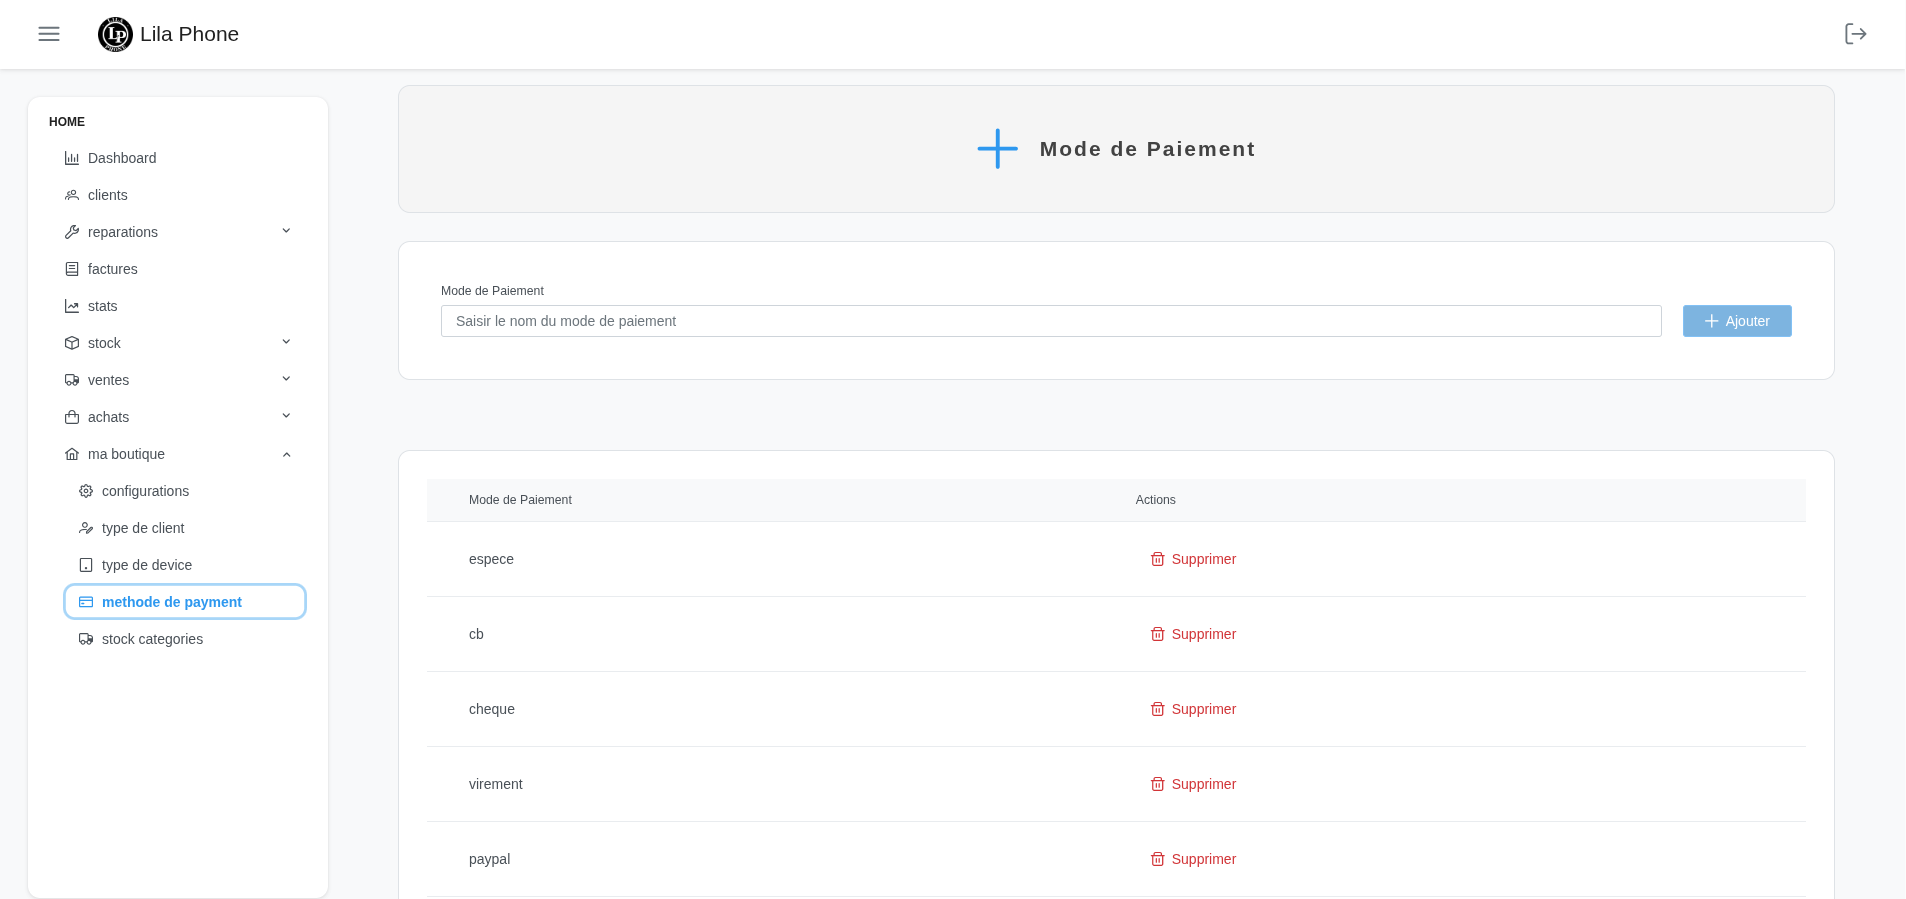 Lila Phone
HOME
Dashboard
clients
reparations
factures
stats
stock
ventes
achats
ma boutique
configurations
type de client
type de device
methode de payment
stock categories
Mode de Paiement
Mode de Paiement
Saisir le nom du mode de paiement
Ajouter
Mode de Paiement Actions
espece Supprimer
cb Supprimer
cheque Supprimer
virement Supprimer
paypal Supprimer